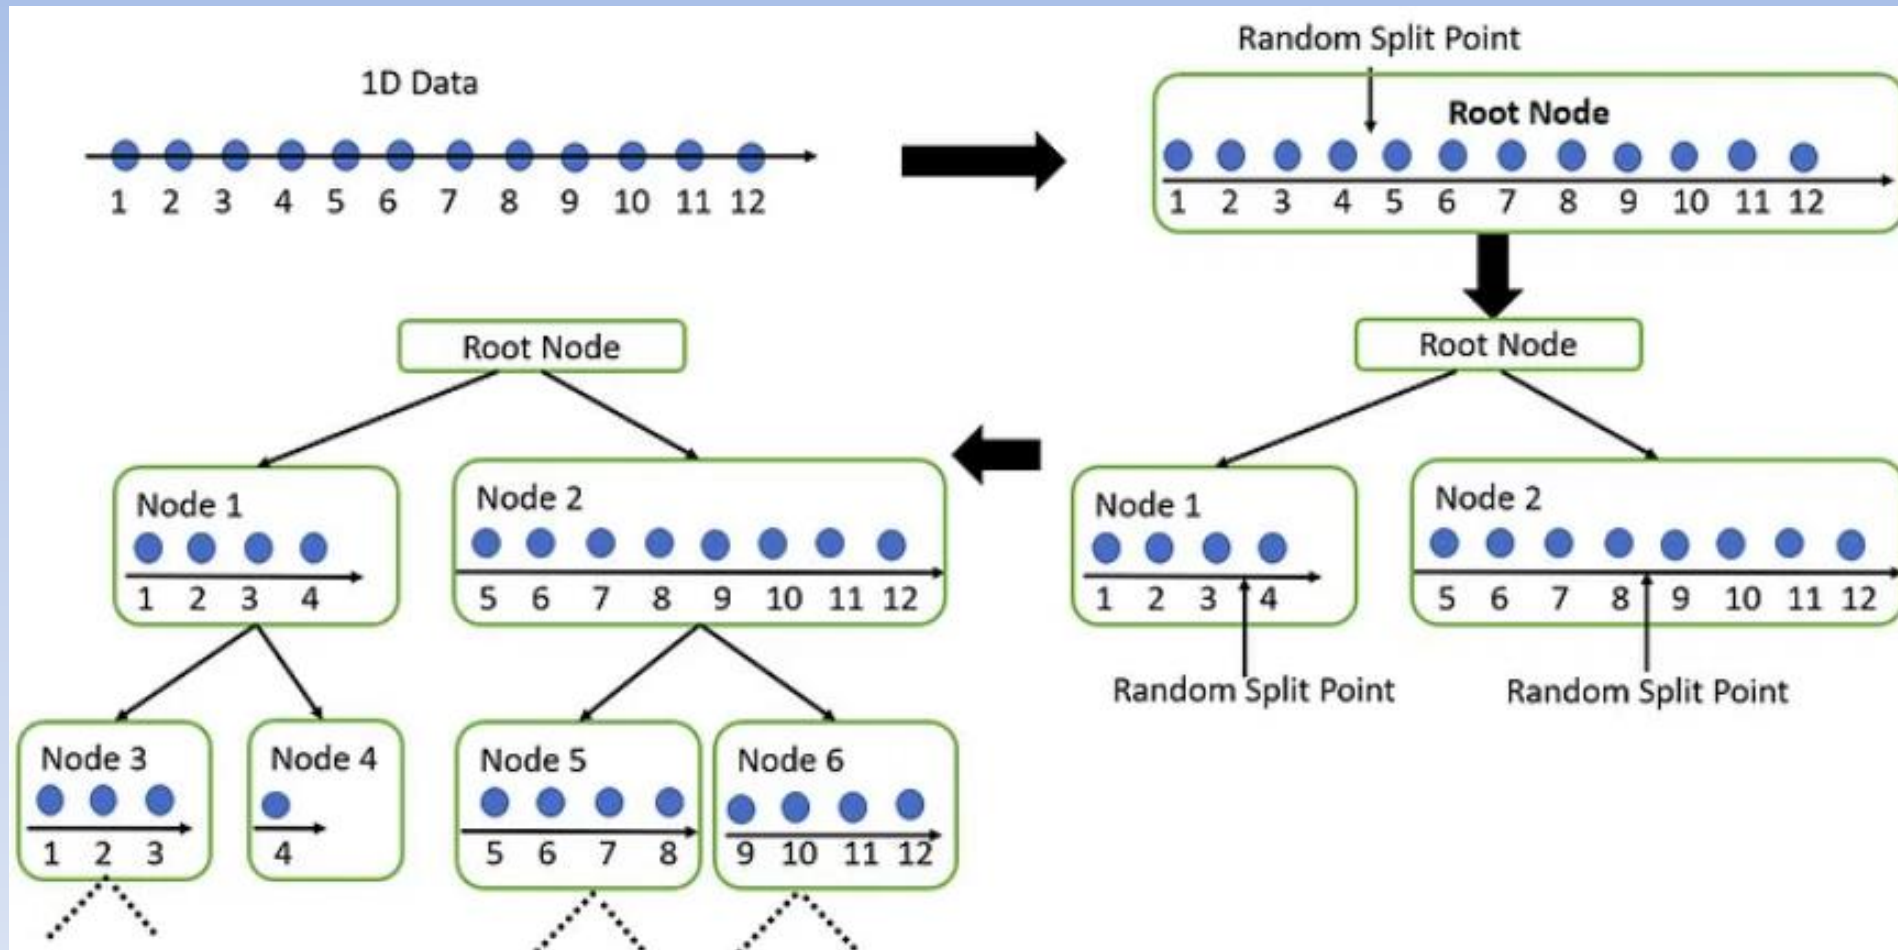 1D Data
1 2 3 4 5 6 7 8 9 10 11 12
Random Split Point
Root Node
1 2 3 4 5 6 7 8 9 10 11 12
Root Node
Node 1
1 2 3 4
Node 2
5 6 7 8 9 10 11 12
Random Split Point
Random Split Point
Root Node
Node 1
1 2 3 4
Node 2
5 6 7 8 9 10 11 12
Node 3
1 2 3
Node 4
4
Node 5
5 6 7 8
Node 6
9 10 11 12